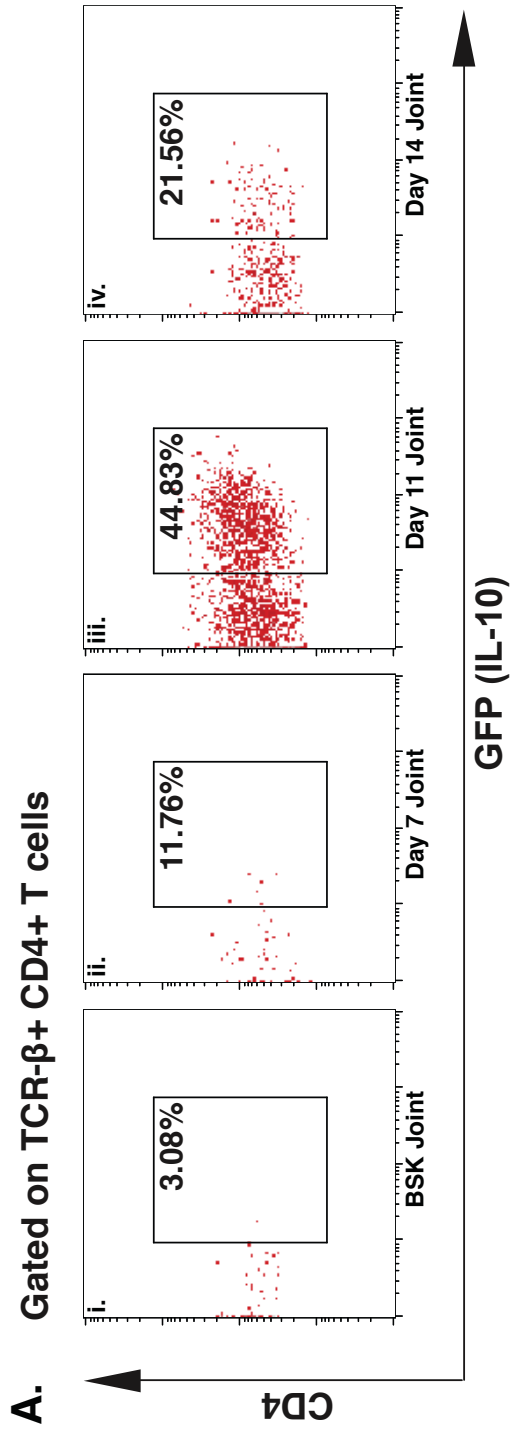 A. Gated on TCR-β+ CD4+ T cells
i.
3.08%
BSK Joint
ii.
11.76%
Day 7 Joint
iii.
44.83%
Day 11 Joint
iv.
21.56%
Day 14 Joint
CD4
GFP (IL-10)